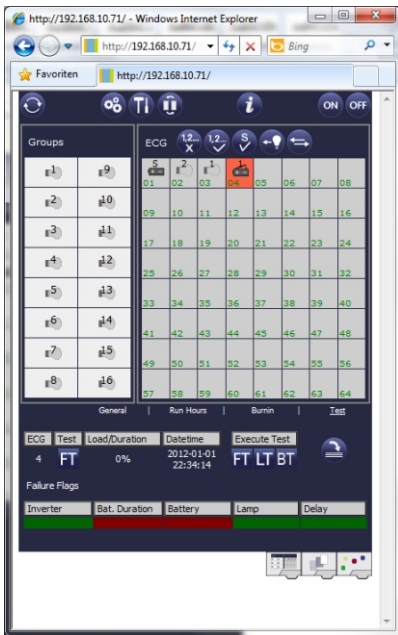 http://192.168.10.71/ - Windows Internet Explorer
http://192.168.10.71/
Bing
Favoriten
http://192.168.10.71/
TI
i
ON OFF
Groups
ECG
1,2... X
1,2...
S
1 9
2 10
3 11
4 12
5 13
6 14
7 15
8 16
S 2 1 1
01 02 03 04 05 06 07 08
09 10 11 12 13 14 15 16
17 18 19 20 21 22 23 24
25 26 27 28 29 30 31 32
33 34 35 36 37 38 39 40
41 42 43 44 45 46 47 48
49 50 51 52 53 54 55 56
57 58 59 60 61 62 63 64
General | Run Hours | Burnin | Test
ECG Test Load/Duration Datetime Execute Test
4 FT 0% 2012-01-01 FT LT BT
22:34:14
Failure Flags
Inverter Bat. Duration Battery Lamp Delay